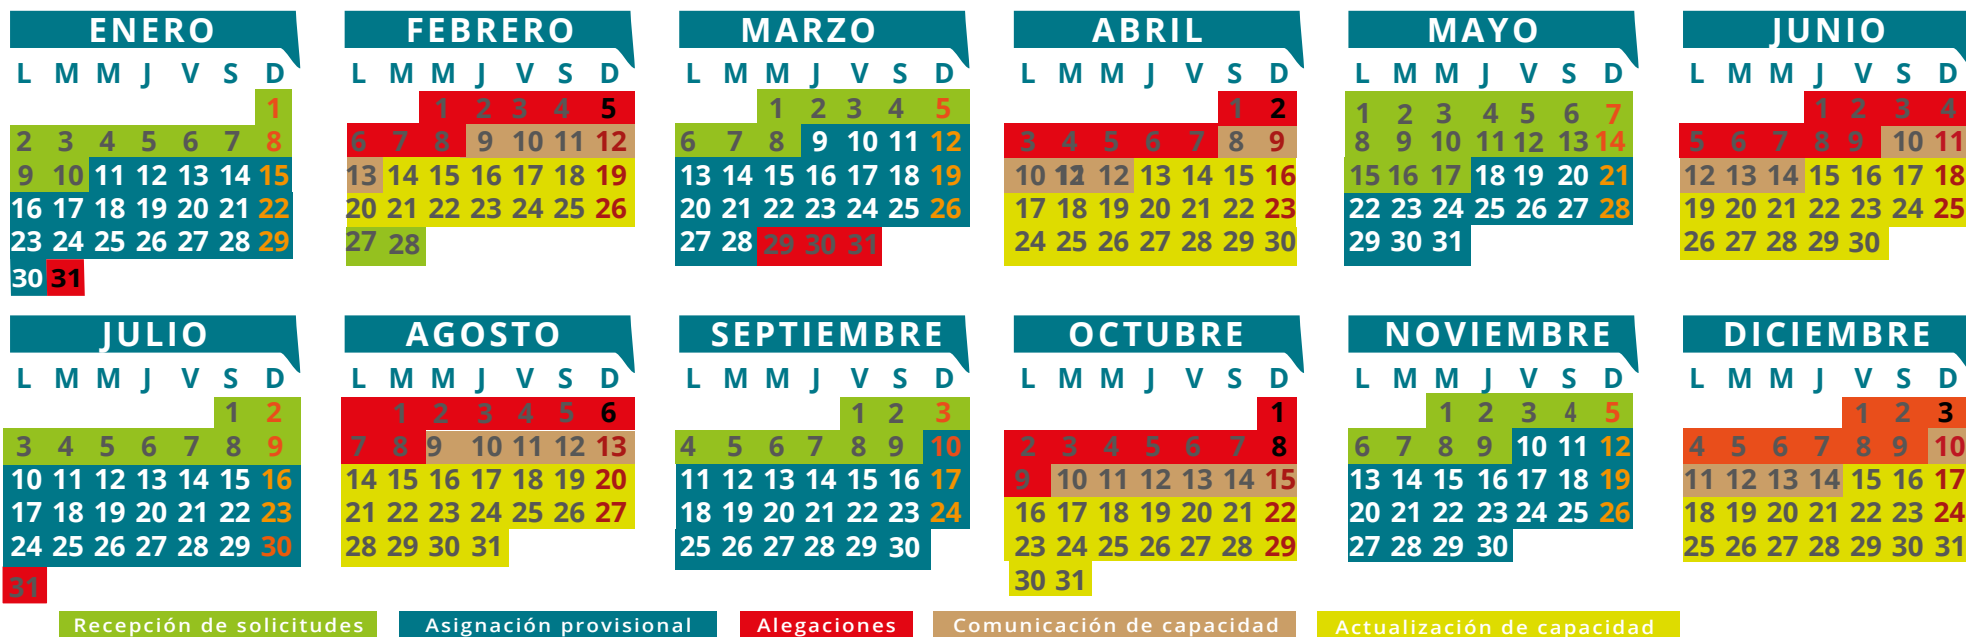 ENERO
L M M J V S D
1
2 3 4 5 6 7 8
9 10 11 12 13 14 15
16 17 18 19 20 21 22
23 24 25 26 27 28 29
30 31
FEBRERO
L M M J V S D
1 2 3 4 5
6 7 8 9 10 11 12
13 14 15 16 17 18 19
20 21 22 23 24 25 26
27 28
MARZO
L M M J V S D
1 2 3 4 5
6 7 8 9 10 11 12
13 14 15 16 17 18 19
20 21 22 23 24 25 26
27 28 29 30 31
ABRIL
L M M J V S D
1 2
3 4 5 6 7 8 9
10 12 13 14 15 16
17 18 19 20 21 22 23
24 25 26 27 28 29 30
MAYO
L M M J V S D
1 2 3 4 5 6 7
8 9 10 11 12 13 14
15 16 17 18 19 20 21
22 23 24 25 26 27 28
29 30 31
JUNIO
L M M J V S D
1 2 3 4
5 6 7 8 9 10 11
12 13 14 15 16 17 18
19 20 21 22 23 24 25
26 27 28 29 30
JULIO
L M M J V S D
1 2
3 4 5 6 7 8 9
10 11 12 13 14 15 16
17 18 19 20 21 22 23
24 25 26 27 28 29 30
31
AGOSTO
L M M J V S D
1 2 3 4 5 6
7 8 9 10 11 12 13
14 15 16 17 18 19 20
21 22 23 24 25 26 27
28 29 30 31
SEPTIEMBRE
L M M J V S D
1 2 3
4 5 6 7 8 9 10
11 12 13 14 15 16 17
18 19 20 21 22 23 24
25 26 27 28 29 30
OCTUBRE
L M M J V S D
1
2 3 4 5 6 7 8
9 10 11 12 13 14 15
16 17 18 19 20 21 22
23 24 25 26 27 28 29
30 31
NOVIEMBRE
L M M J V S D
1 2 3 4 5
6 7 8 9 10 11 12
13 14 15 16 17 18 19
20 21 22 23 24 25 26
27 28 29 30
DICIEMBRE
L M M J V S D
1 2 3
4 5 6 7 8 9 10
11 12 13 14 15 16 17
18 19 20 21 22 23 24
25 26 27 28 29 30 31
Recepción de solicitudes
Asignación provisional
Alegaciones
Comunicación de capacidad
Actualización de capacidad